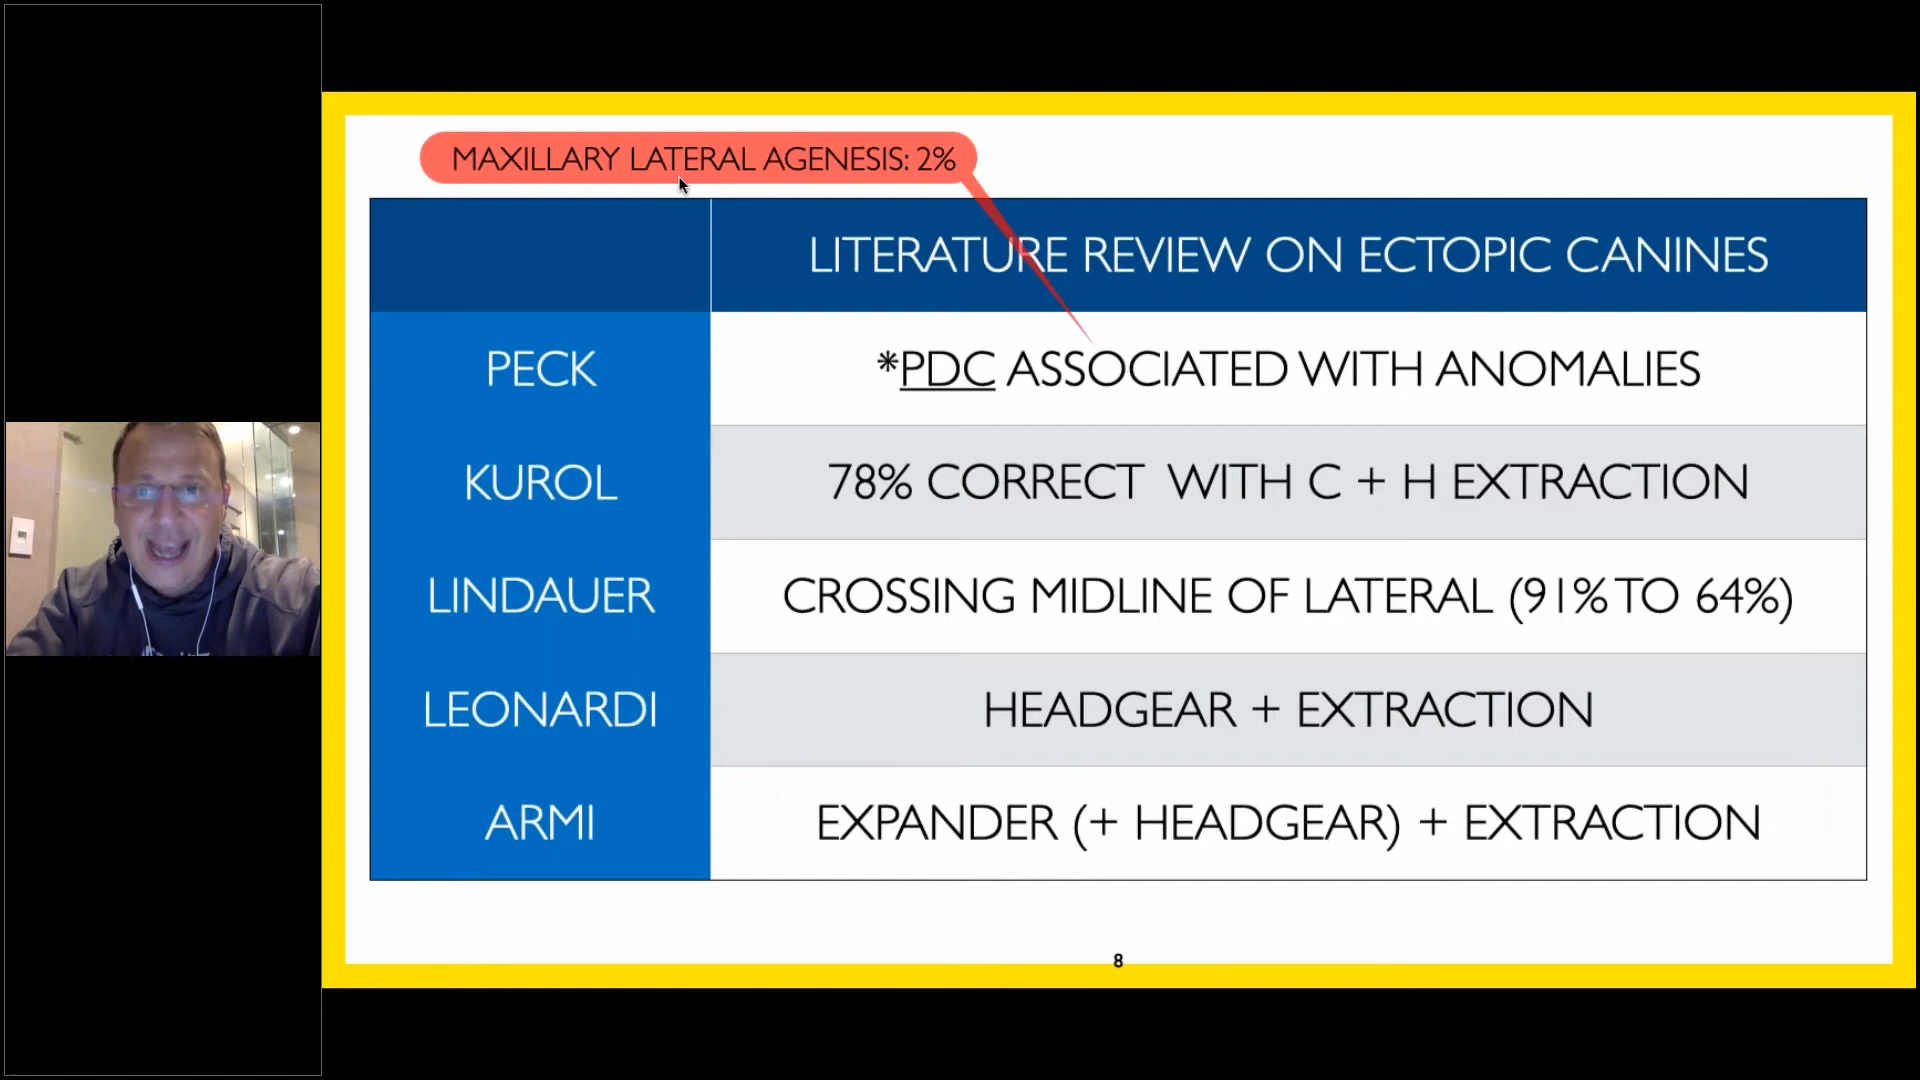 MAXILLARY LATERAL AGENESIS: 2%
LITERATURE REVIEW ON ECTOPIC CANINES
PECK
*PDC ASSOCIATED WITH ANOMALIES
KUROL
78% CORRECT WITH C + H EXTRACTION
LINDAUER
CROSSING MIDLINE OF LATERAL (91% TO 64%)
LEONARDI
HEADGEAR + EXTRACTION
ARMI
EXPANDER (+ HEADGEAR) + EXTRACTION
8